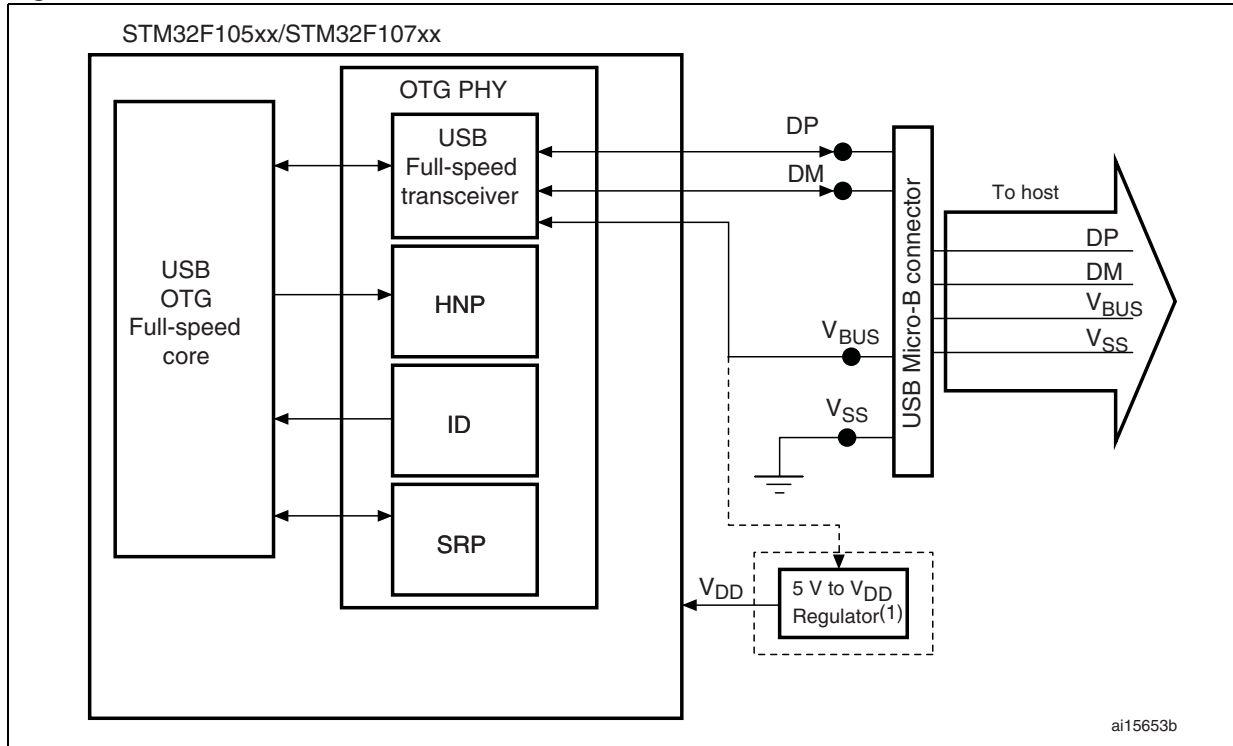 STM32F105xx/STM32F107xx
OTG PHY
USB
Full-speed
transceiver
HNP
ID
SRP
USB
OTG
Full-speed
core
DP
DM
VBUS
VSS
USB Micro-B connector
To host
DP
DM
VBUS
VSS
VDD
5 V to VDD
Regulator(1)
ai15653b